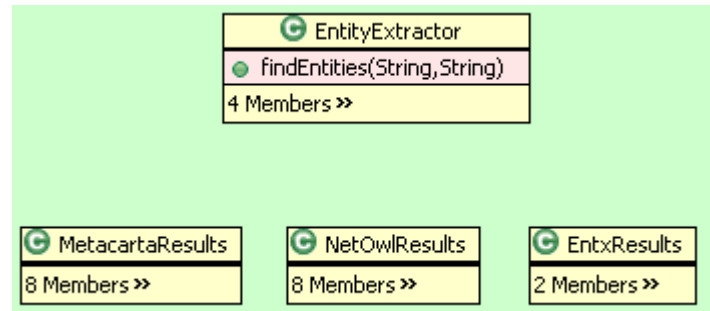 C EntityExtractor
findEntities(String,String)
4 Members »
C MetacartaResults
8 Members »
C NetOwlResults
8 Members »
C EntxResults
2 Members »